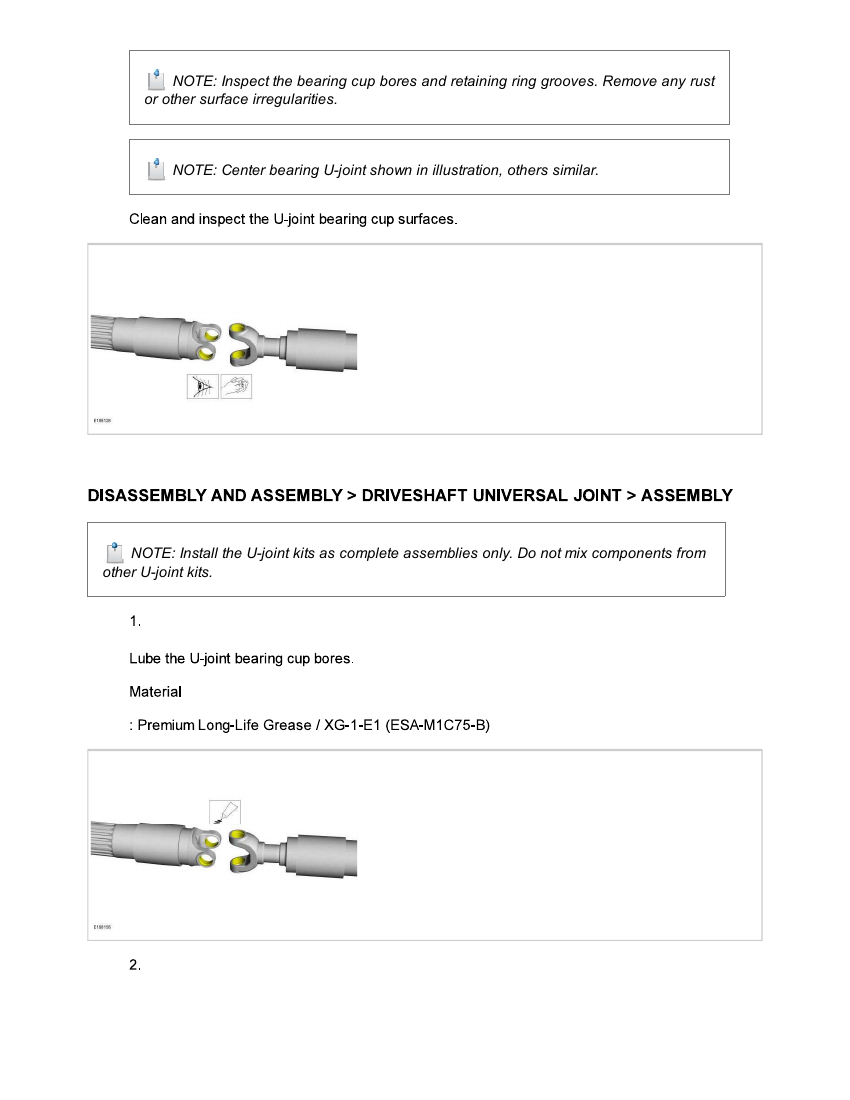 NOTE: Inspect the bearing cup bores and retaining ring grooves. Remove any rust
or other surface irregularities.
NOTE: Center bearing U-joint shown in illustration, others similar.
Clean and inspect the U-joint bearing cup surfaces.
DISASSEMBLY AND ASSEMBLY > DRIVESHAFT UNIVERSAL JOINT > ASSEMBLY
NOTE: Install the U-joint kits as complete assemblies only. Do not mix components from
other U-joint kits.
1.
Lube the U-joint bearing cup bores.
Material
: Premium Long-Life Grease / XG-1-E1 (ESA-M1C75-B)
2.